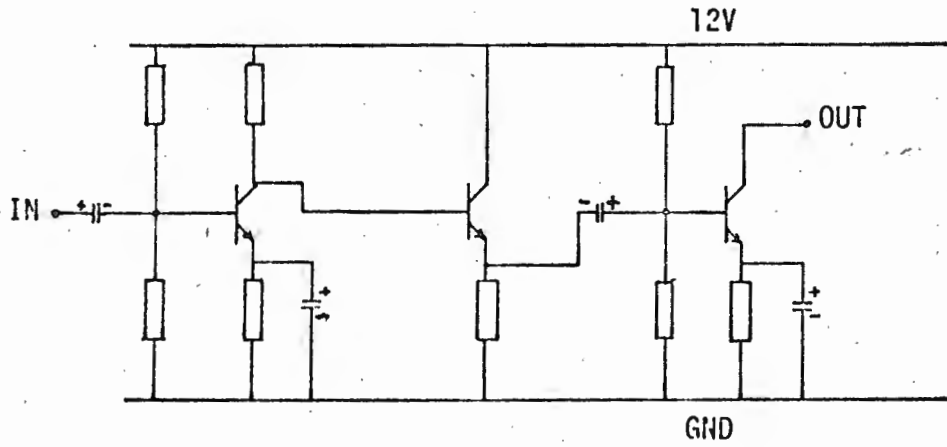 12V
OUT
IN
+ -
- +
+
+
-
GND